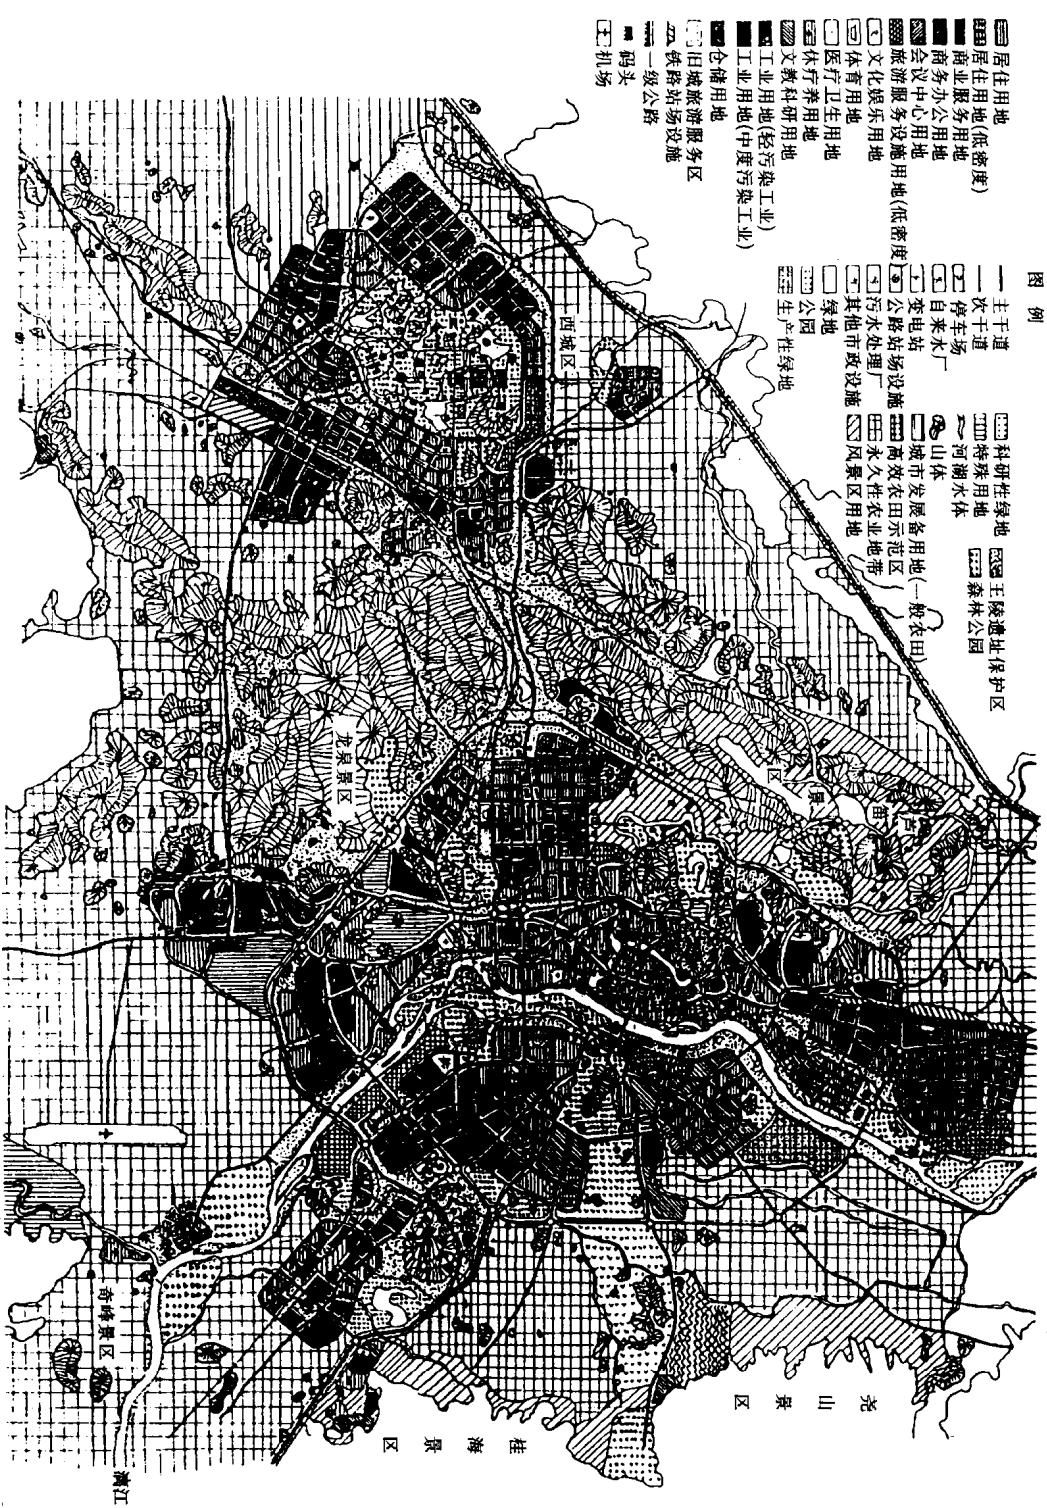 图 例
居住用地
居住用地(低密度)
商业服务用地
商务办公用地
会议中心用地
旅游服务设施用地(低密度)
文化娱乐用地
体育用地
医疗卫生用地
休疗养用地
文教科研用地
工业用地(轻污染工业)
工业用地(中度污染工业)
仓储用地
旧城旅游服务区
铁路站场设施
一级公路
码头
机场
主干道
次干道
停车场
自来水厂
变电站
公路站场设施
污水处理厂
其他市政设施
绿地
公园
生产性绿地
科研性绿地
特殊用地
河湖水体
山体
城市发展备用地(一般农田)
高效农田示范区
永久性农业地带
风景区用地
王陵遗址保护区
森林公园
西城区
龙泉景区
景
区
尧
山
景
区
桂
海
景
区
奇峰景区
漓江